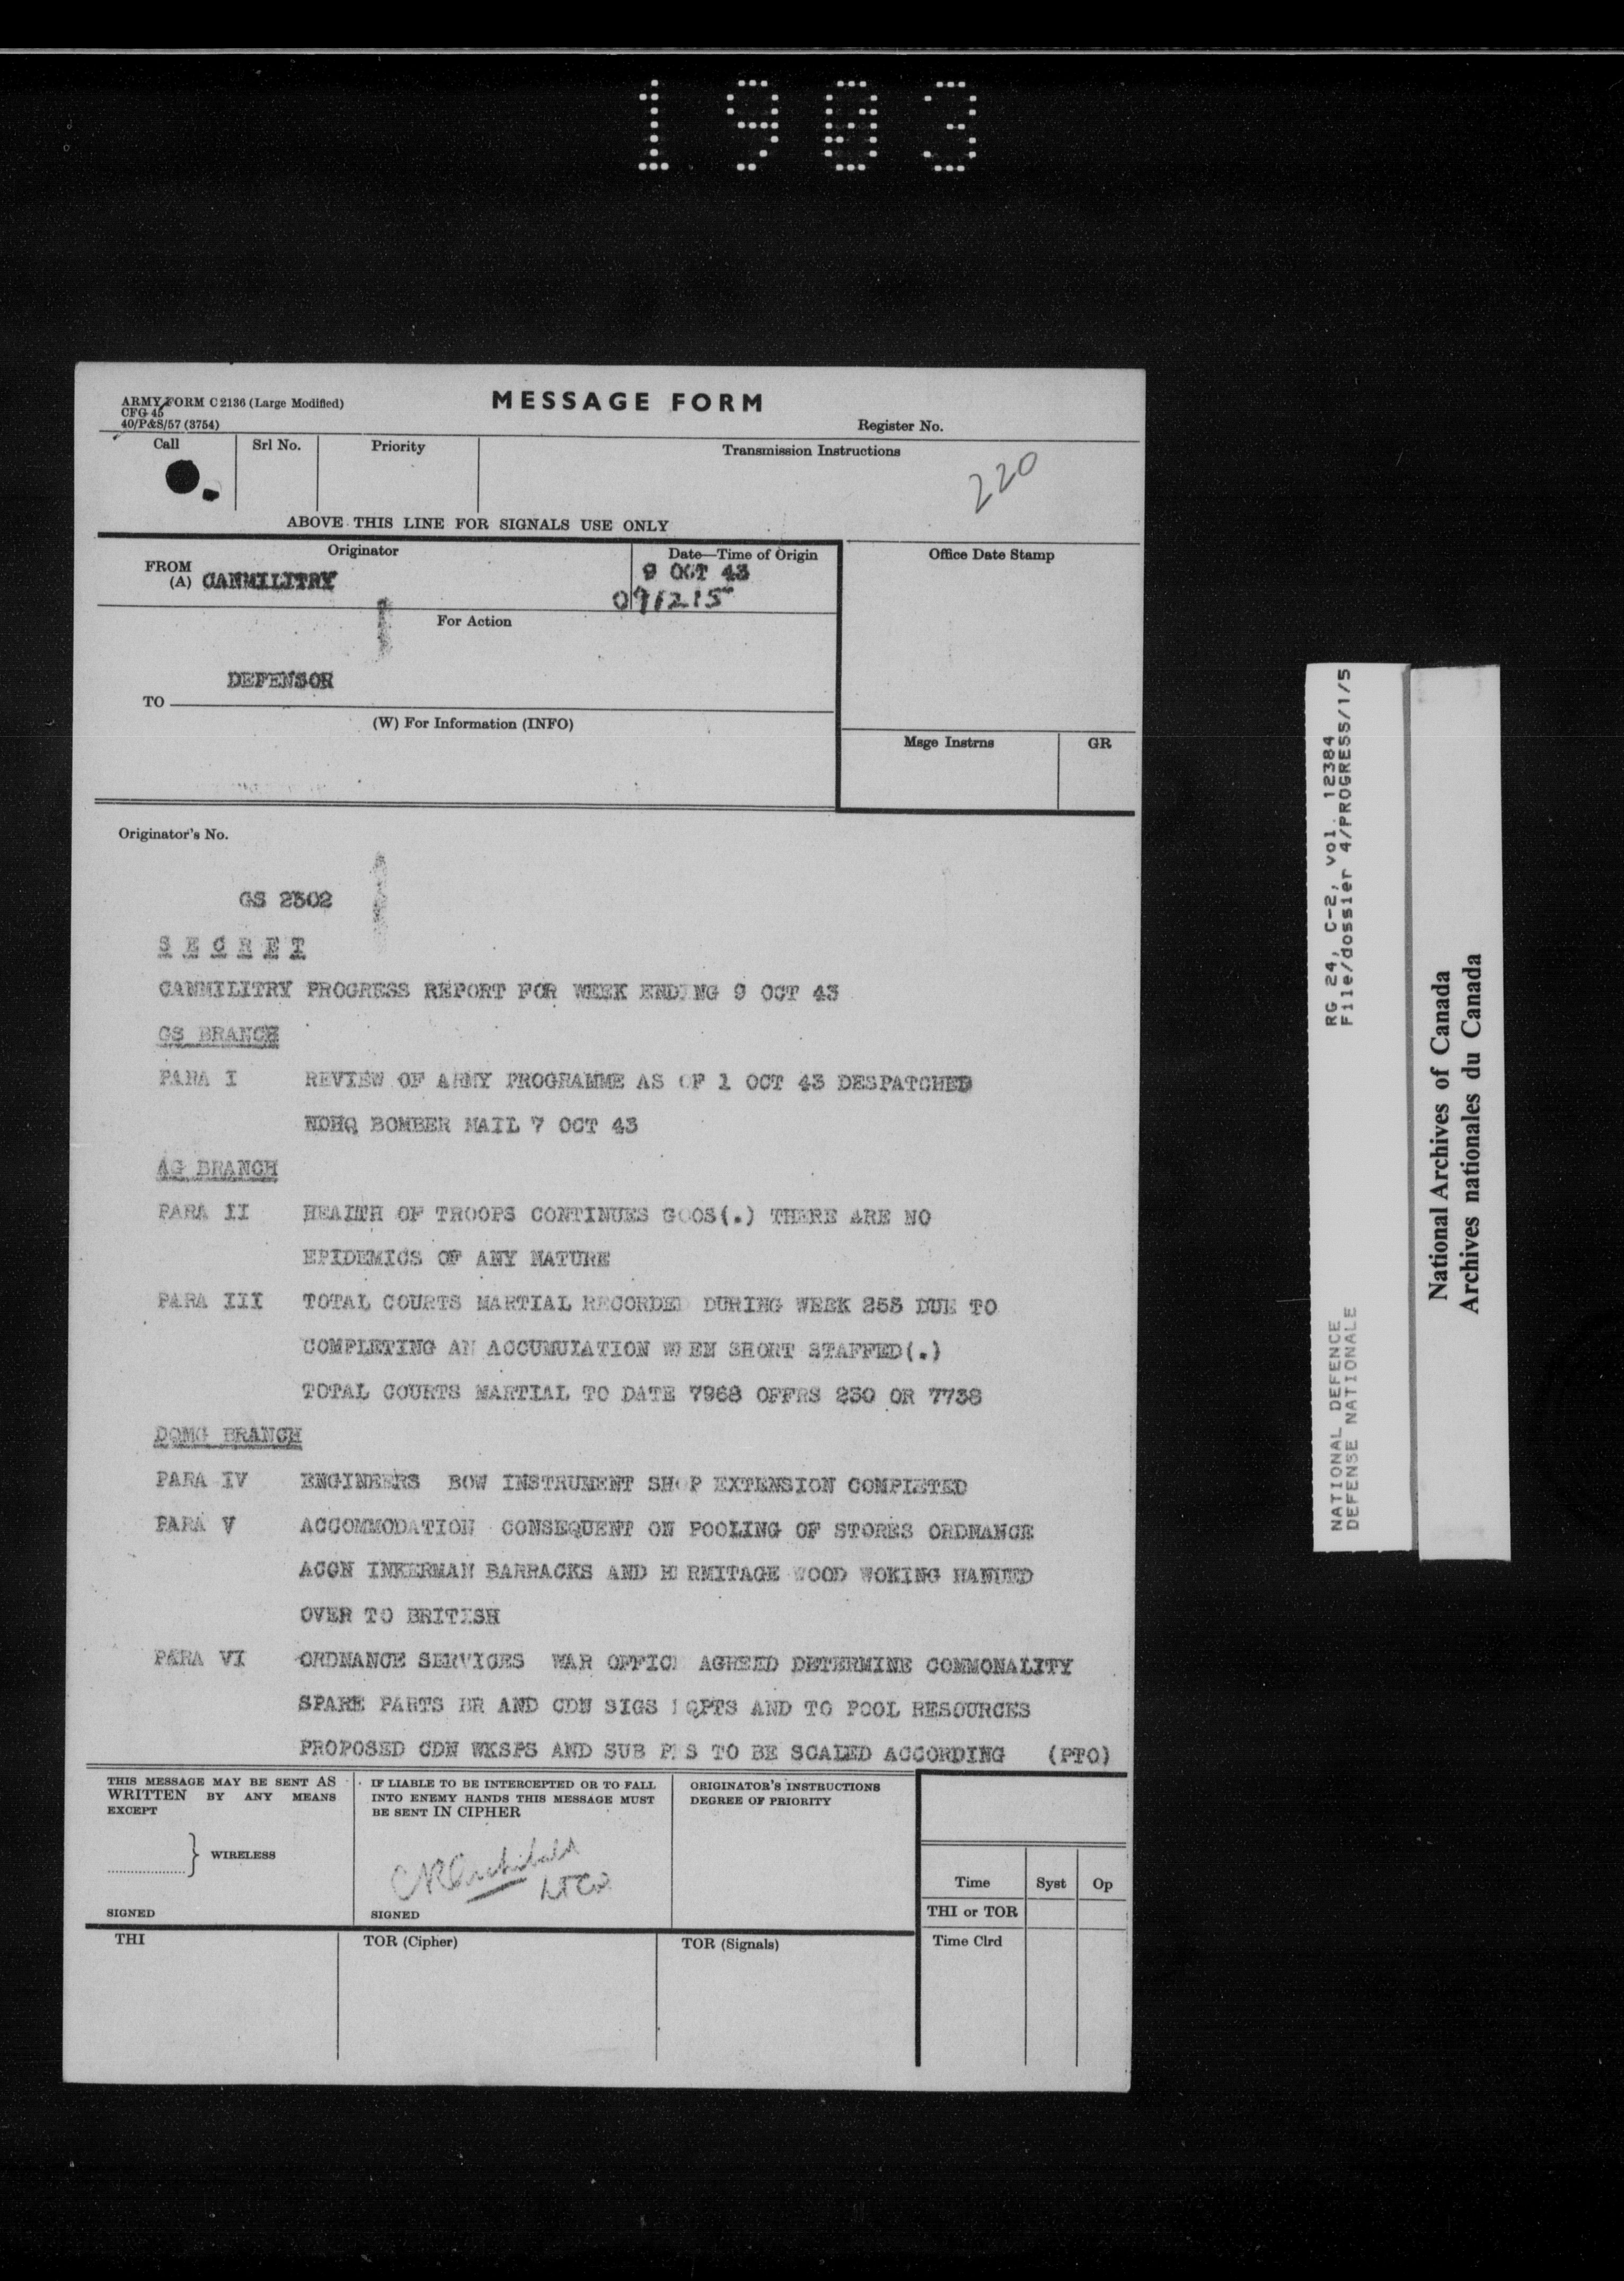 1903
ARMY FORM C2136 (Large Modified)
CFG 45
40/P&S/57 (3754)
MESSAGE FORM
Register No.
Call
Srl No.
Priority
Transmission Instructions
220
ABOVE THIS LINE FOR SIGNALS USE ONLY
Originator
Date—Time of Origin
Office Date Stamp
FROM
(A) CANMILITRY
9 OCT 43
091215
For Action
DEFENSOR
TO
(W) For Information (INFO)
Msge Instrns
GR
Originator's No.
GS 2302
S E C R E T
CANMILITRY PROGRESS REPORT FOR WEEK ENDING 9 OCT 43
GS BRANCH
PARA I REVIEW OF ARMY PROGRAMME AS OF 1 OCT 43 DESPATCHED
NDHQ BOMBER MAIL 7 OCT 43
AG BRANCH
PARA II HEALTH OF TROOPS CONTINUES GOOS(.) THERE ARE NO
EPIDEMICS OF ANY NATURE
PARA III TOTAL COURTS MARTIAL RECORDED DURING WEEK 253 DUE TO
COMPLETING AN ACCUMULATION WHEN SHORT STAFFED(.)
TOTAL COURTS MARTIAL TO DATE 7968 OFFRS 230 OR 7738
DQMG BRANCH
PARA IV ENGINEERS BOW INSTRUMENT SHOP EXTENSION COMPLETED
PARA V ACCOMMODATION CONSEQUENT ON POOLING OF STORES ORDNANCE
ACCN INKERMAN BARRACKS AND HERMITAGE WOOD WOKING HANDED
OVER TO BRITISH
PARA VI ORDNANCE SERVICES WAR OFFICE AGREED DETERMINE COMMONALITY
SPARE PARTS BR AND CDN SIGS EQPTS AND TO POOL RESOURCES
PROPOSED CDN WKSPS AND SUB PKS TO BE SCALED ACCORDING (PTO)
THIS MESSAGE MAY BE SENT AS
WRITTEN BY ANY MEANS
EXCEPT
WIRELESS
SIGNED
IF LIABLE TO BE INTERCEPTED OR TO FALL
INTO ENEMY HANDS THIS MESSAGE MUST
BE SENT IN CIPHER
CRArchibald
LTCol
SIGNED
ORIGINATOR'S INSTRUCTIONS
DEGREE OF PRIORITY
Time
Syst
Op
THI or TOR
Time Clrd
THI
TOR (Cipher)
TOR (Signals)
RG 24, C-2, vol. 12384
File/dossier 4/PROGRESS/1/5
NATIONAL DEFENCE
DEFENSE NATIONALE
National Archives of Canada
Archives nationales du Canada